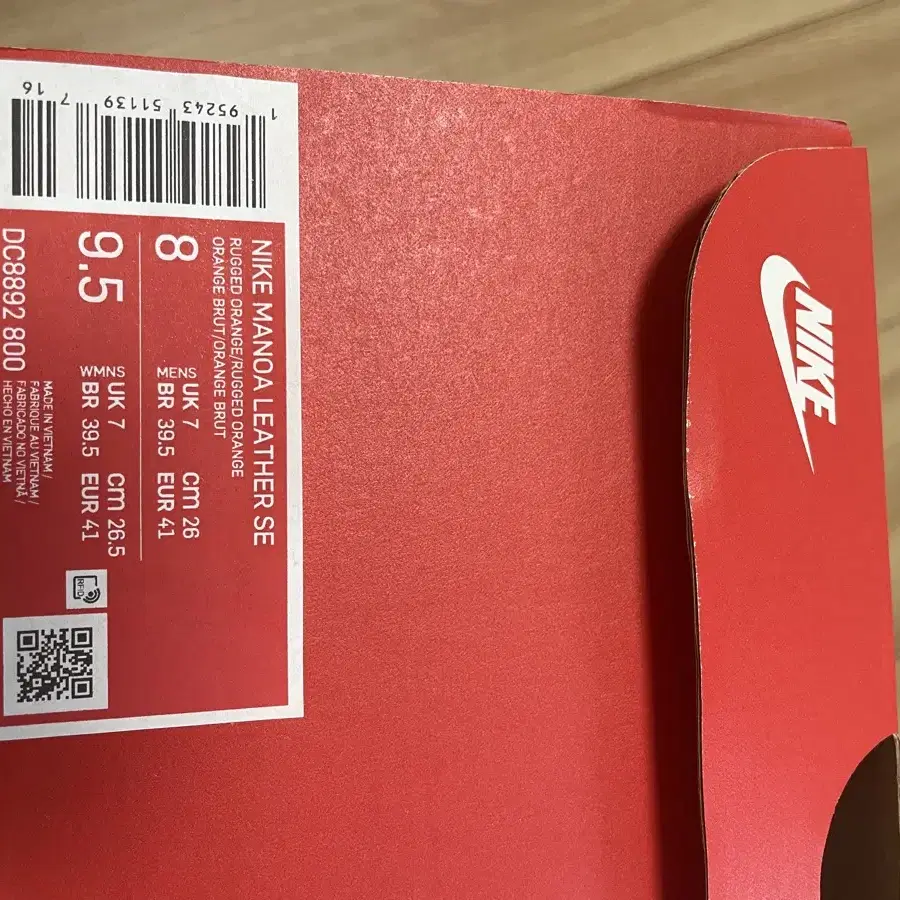 NIKE MANOA LEATHER SE
RUGGED ORANGE/RUGGED ORANGE
ORANGE BRUT/ORANGE BRUT
8
MENS UK 7 cm 26
BR 39.5 EUR 41
9.5
WMNS UK 7 cm 26.5
BR 39.5 EUR 41
DC8892 800
MADE IN VIETNAM /
FABRIQUE AU VIETNAM /
FABRICADO NO VIETNÃ /
HECHO EN VIETNAM
RFID
1 95243 51139 7 16
NIKE